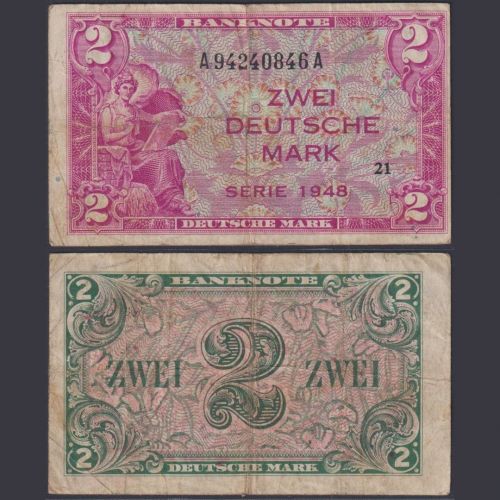 2 BANKNOTE 2
A94240846A
ZWEI
DEUTSCHE
MARK
21
SERIE 1948
2 DEUTSCHE MARK 2
2 BANKNOTE 2
ZWEI 2 ZWEI
2 DEUTSCHE MARK 2